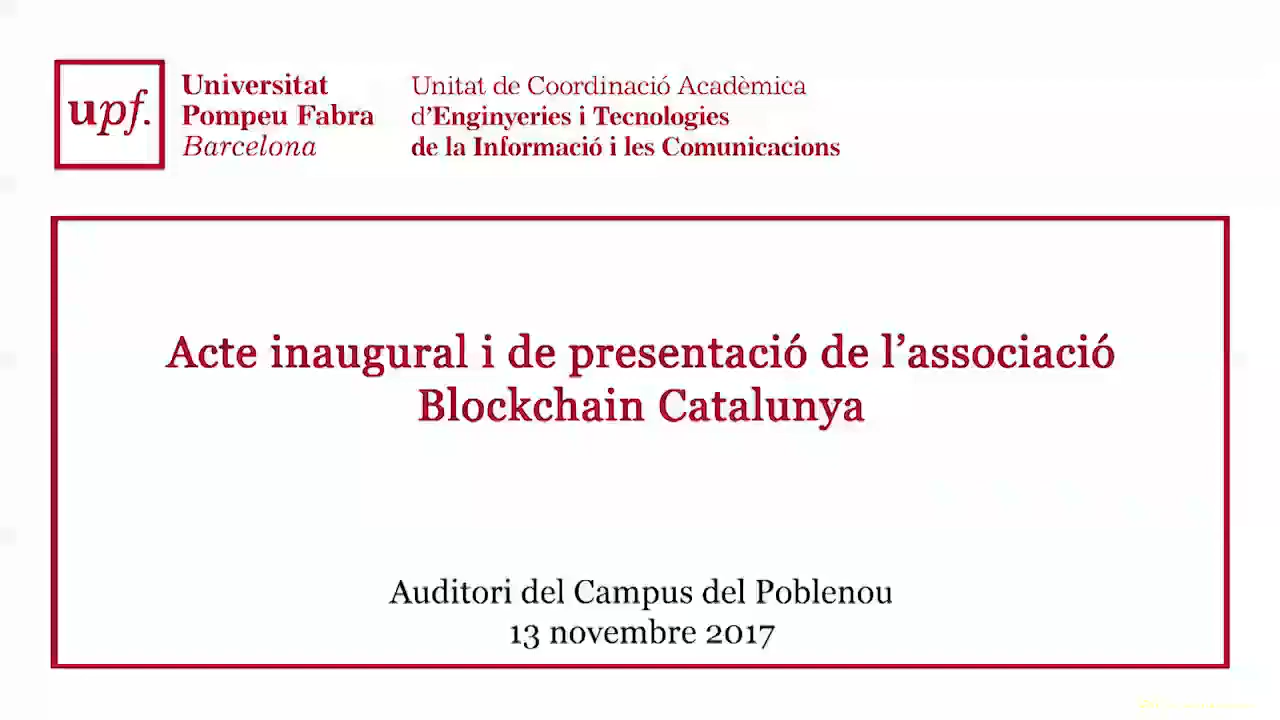 upf.
Universitat
Pompeu Fabra
Barcelona
Unitat de Coordinació Acadèmica
d'Enginyeries i Tecnologies
de la Informació i les Comunicacions
Acte inaugural i de presentació de l'associació
Blockchain Catalunya
Auditori del Campus del Poblenou
13 novembre 2017